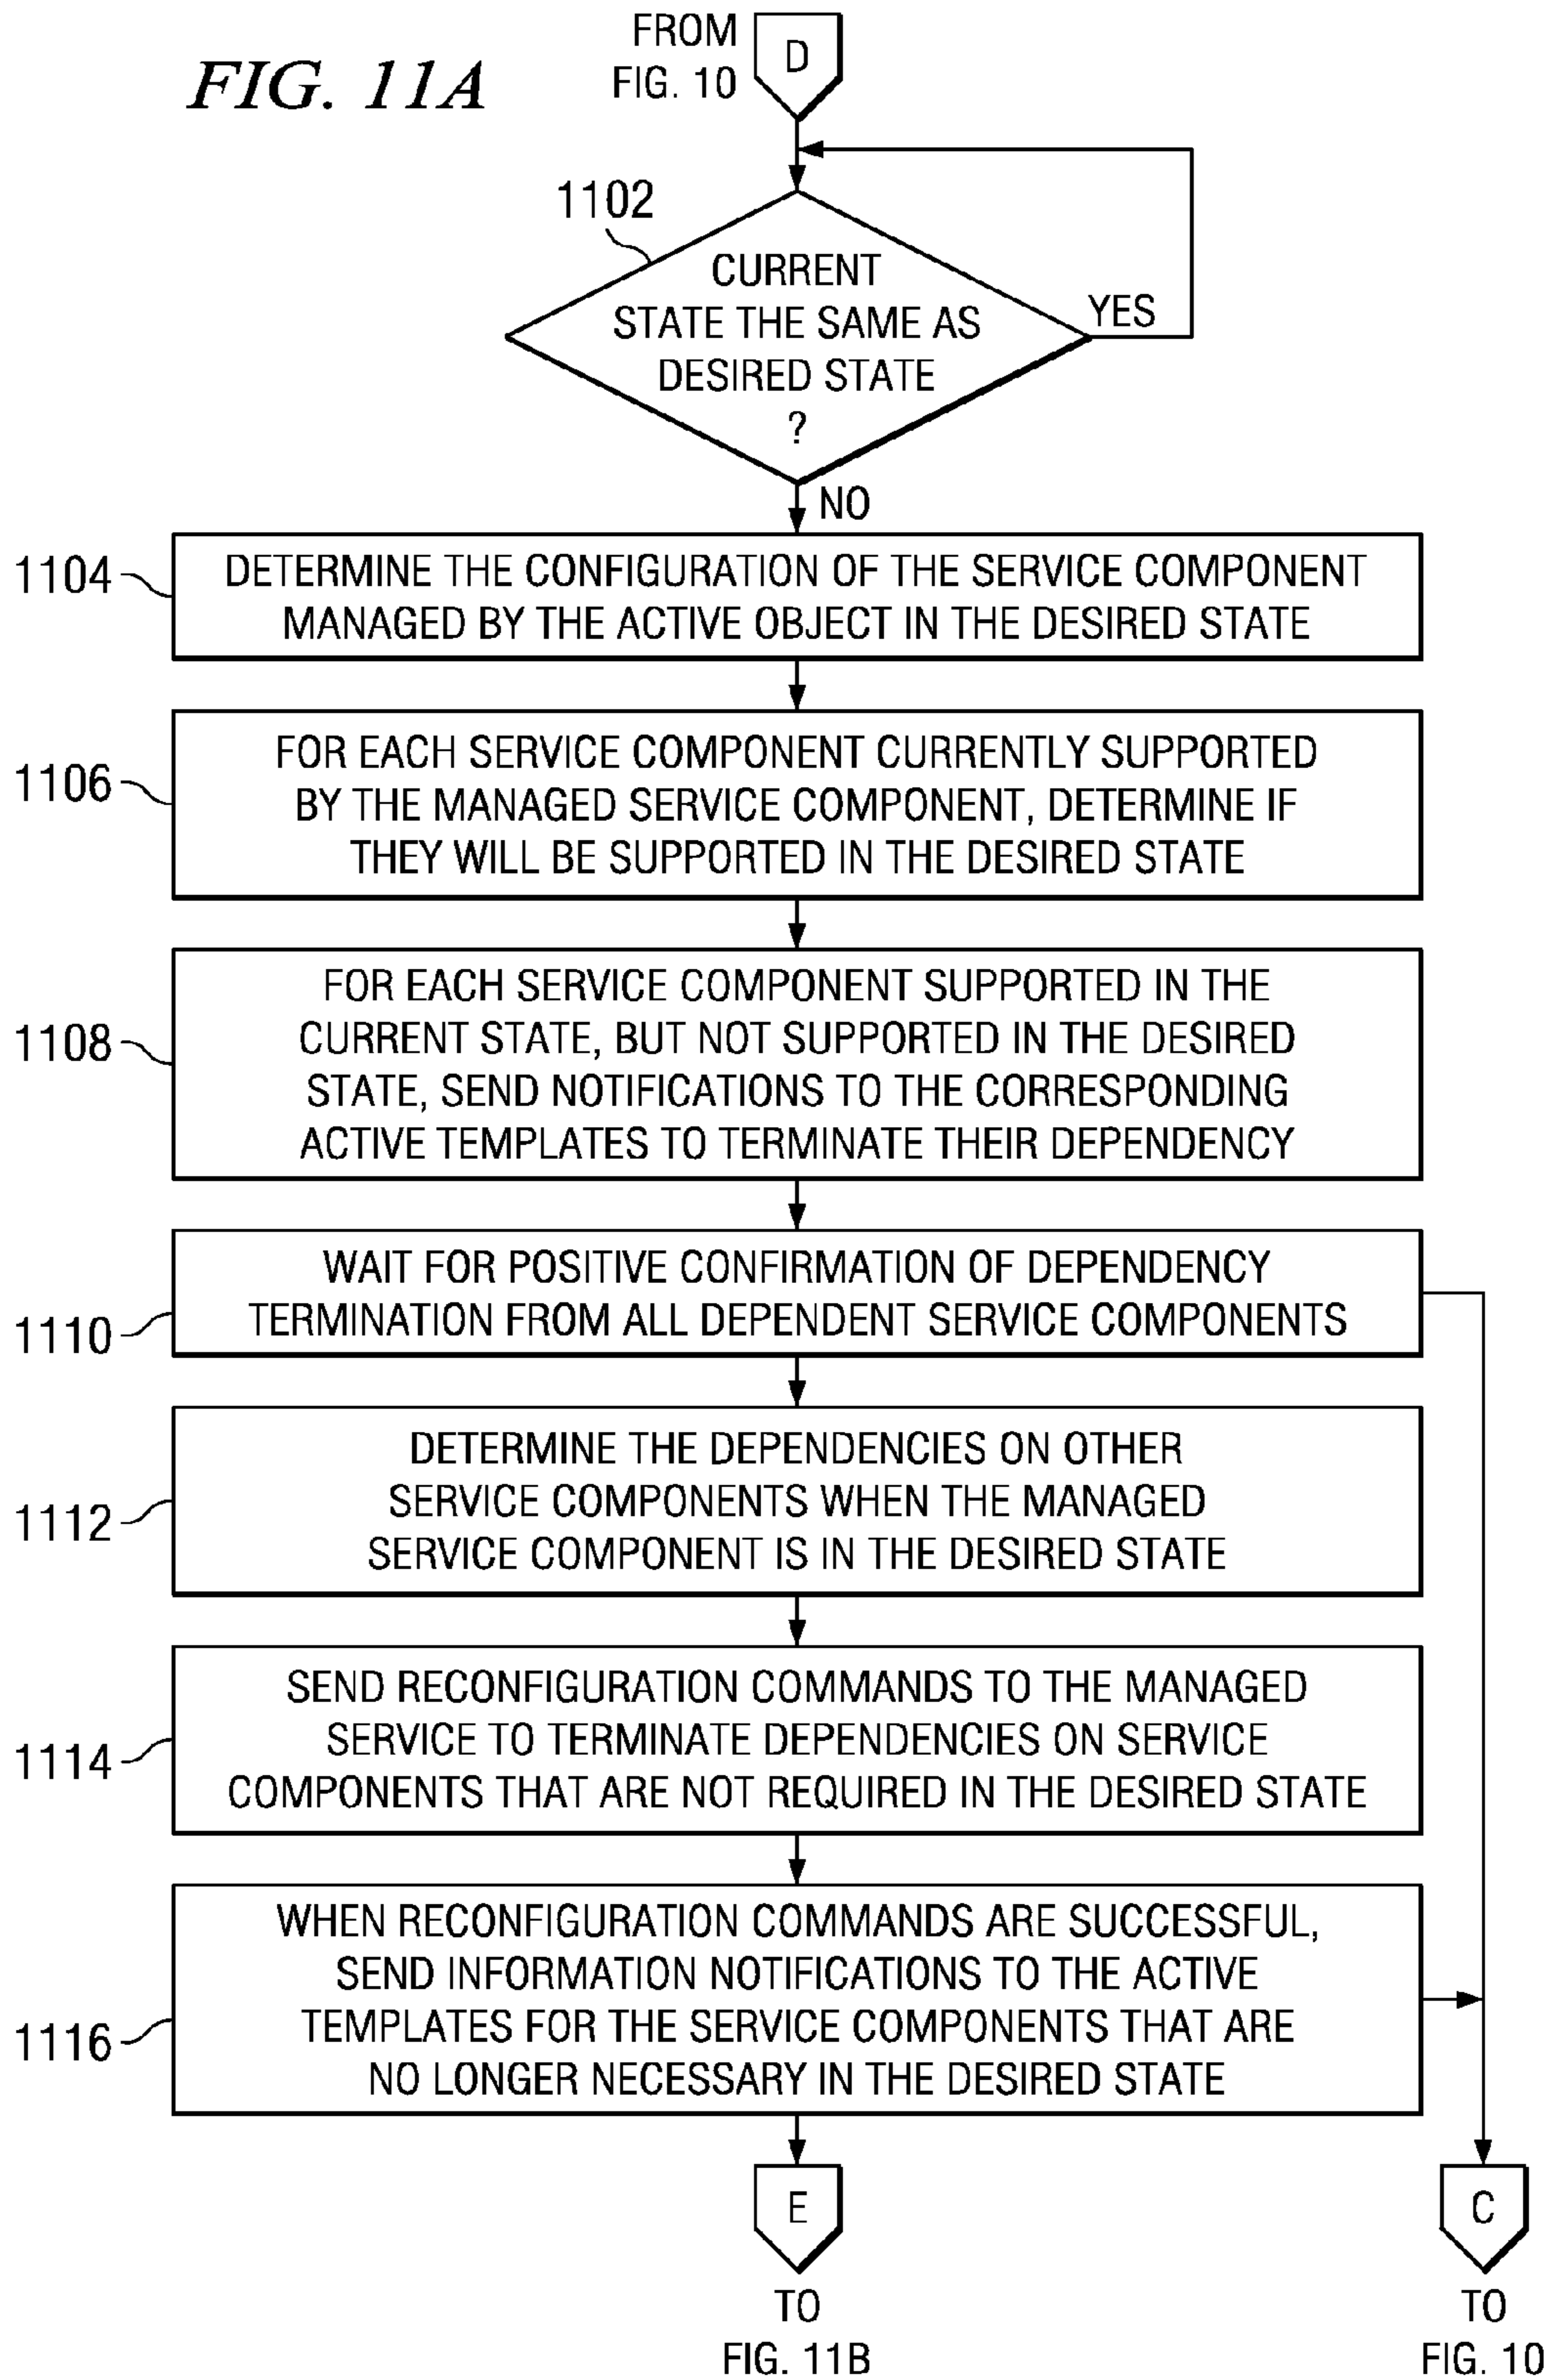 FIG. 11A
FROM
FIG. 10
D
1102
CURRENT
STATE THE SAME AS
DESIRED STATE
?
YES
NO
1104
DETERMINE THE CONFIGURATION OF THE SERVICE COMPONENT
MANAGED BY THE ACTIVE OBJECT IN THE DESIRED STATE
1106
FOR EACH SERVICE COMPONENT CURRENTLY SUPPORTED
BY THE MANAGED SERVICE COMPONENT, DETERMINE IF
THEY WILL BE SUPPORTED IN THE DESIRED STATE
1108
FOR EACH SERVICE COMPONENT SUPPORTED IN THE
CURRENT STATE, BUT NOT SUPPORTED IN THE DESIRED
STATE, SEND NOTIFICATIONS TO THE CORRESPONDING
ACTIVE TEMPLATES TO TERMINATE THEIR DEPENDENCY
1110
WAIT FOR POSITIVE CONFIRMATION OF DEPENDENCY
TERMINATION FROM ALL DEPENDENT SERVICE COMPONENTS
1112
DETERMINE THE DEPENDENCIES ON OTHER
SERVICE COMPONENTS WHEN THE MANAGED
SERVICE COMPONENT IS IN THE DESIRED STATE
1114
SEND RECONFIGURATION COMMANDS TO THE MANAGED
SERVICE TO TERMINATE DEPENDENCIES ON SERVICE
COMPONENTS THAT ARE NOT REQUIRED IN THE DESIRED STATE
1116
WHEN RECONFIGURATION COMMANDS ARE SUCCESSFUL,
SEND INFORMATION NOTIFICATIONS TO THE ACTIVE
TEMPLATES FOR THE SERVICE COMPONENTS THAT ARE
NO LONGER NECESSARY IN THE DESIRED STATE
E
TO
FIG. 11B
C
TO
FIG. 10